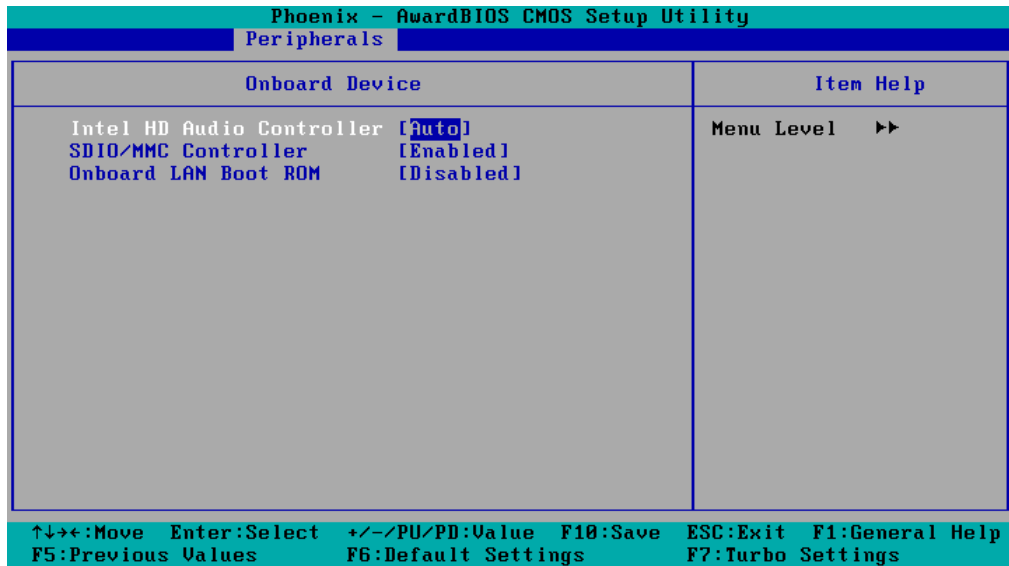 Phoenix - AwardBIOS CMOS Setup Utility
Peripherals
Onboard Device
Item Help
Intel HD Audio Controller [Auto]
SDIO/MMC Controller [Enabled]
Onboard LAN Boot ROM [Disabled]
Menu Level ▶▶
↑↓→←:Move Enter:Select +/-/PU/PD:Value F10:Save ESC:Exit F1:General Help
F5:Previous Values F6:Default Settings F7:Turbo Settings